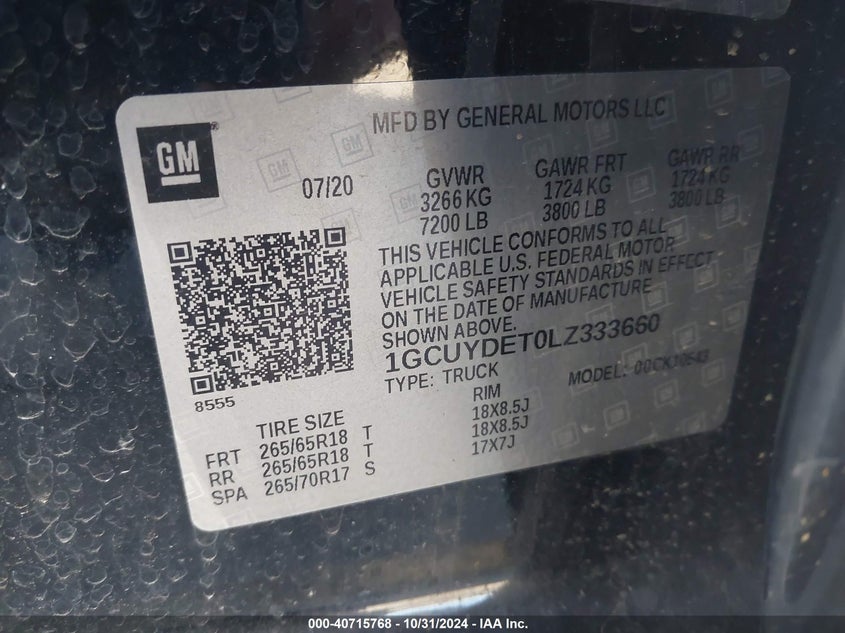 GM
MFD BY GENERAL MOTORS LLC
07/20
GVWR GAWR FRT GAWR RR
3266 KG 1724 KG 1724 KG
7200 LB 3800 LB 3800 LB
THIS VEHICLE CONFORMS TO ALL
APPLICABLE U.S. FEDERAL MOTOR
VEHICLE SAFETY STANDARDS IN EFFECT
ON THE DATE OF MANUFACTURE
SHOWN ABOVE.
1GCUYDET0LZ333660
TYPE: TRUCK MODEL: 00CK10543
8555
TIRE SIZE RIM
FRT 265/65R18 T 18X8.5J
RR 265/65R18 T 18X8.5J
SPA 265/70R17 S 17X7J
000-40715768 - 10/31/2024 - IAA Inc.